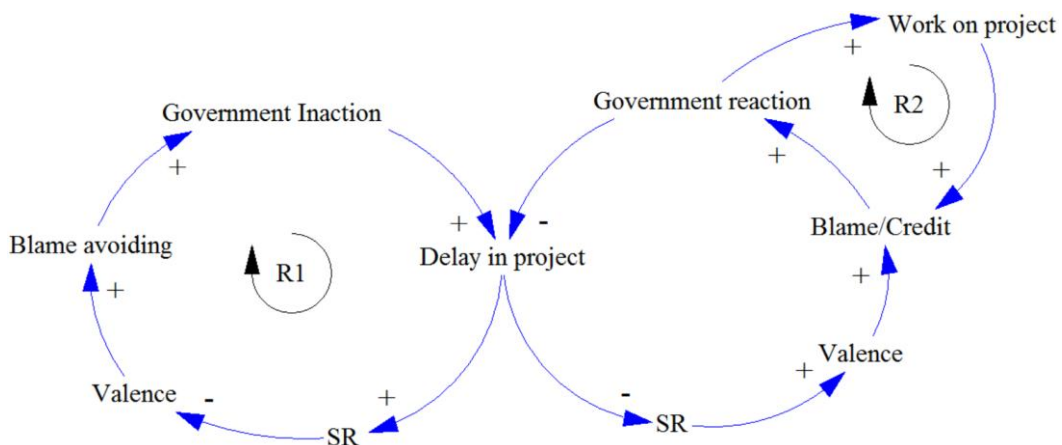 Work on project
+
Government reaction
R2
Government Inaction
+
+
+
Blame/Credit
+
-
Blame avoiding
Delay in project
R1
+
+
Valence
+
Valence
-
+
-
SR
SR